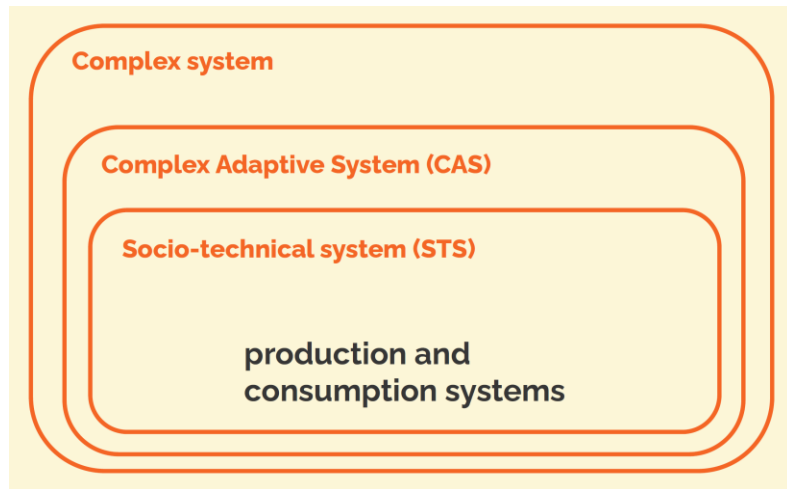 Complex system
Complex Adaptive System (CAS)
Socio-technical system (STS)
production and
consumption systems